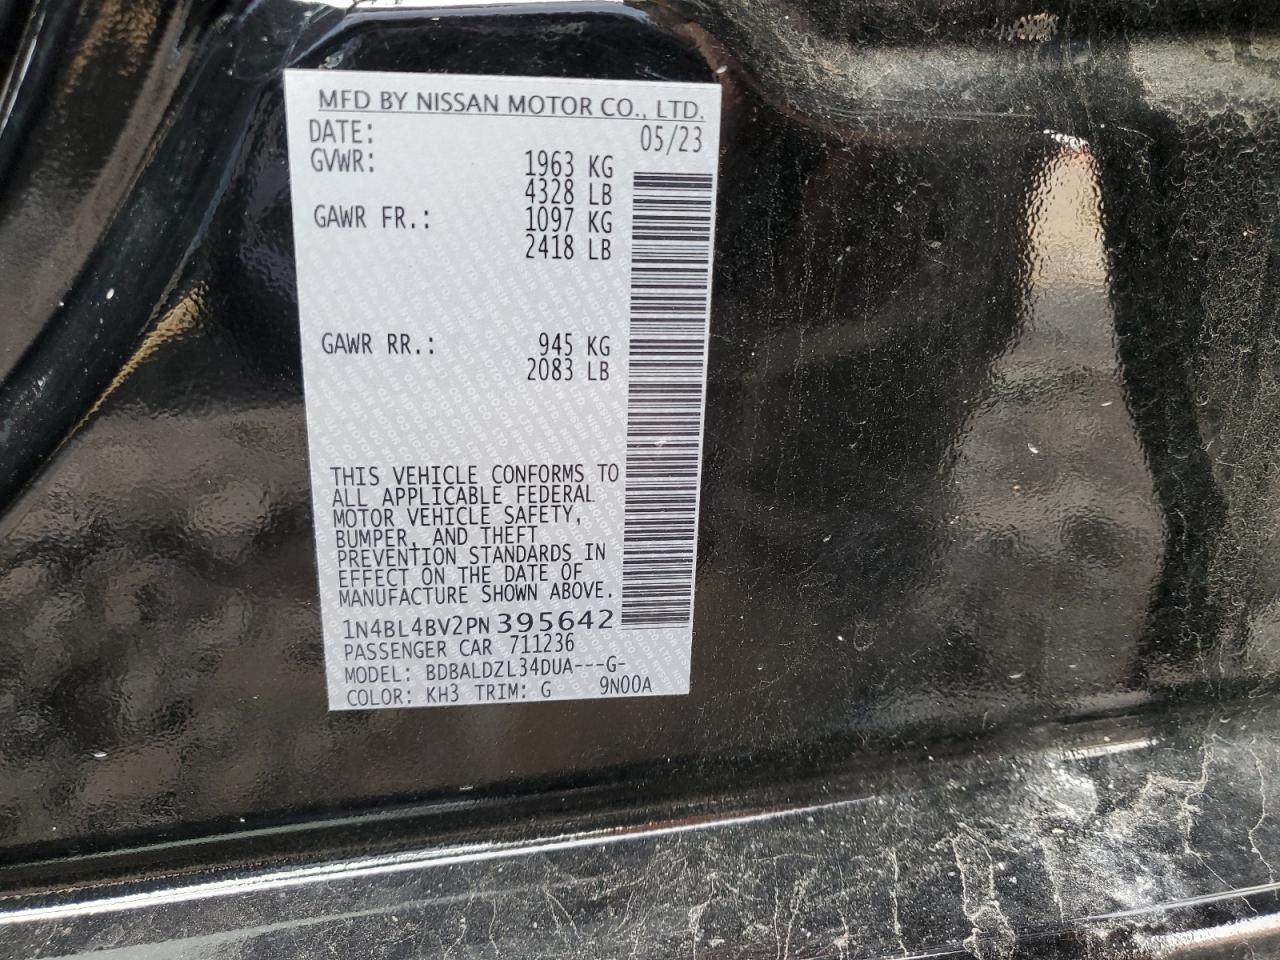 MFD BY NISSAN MOTOR CO., LTD.
DATE: 05/23
GVWR: 1963 KG
4328 LB
GAWR FR.: 1097 KG
2418 LB
GAWR RR.: 945 KG
2083 LB
THIS VEHICLE CONFORMS TO
ALL APPLICABLE FEDERAL
MOTOR VEHICLE SAFETY,
BUMPER, AND THEFT
PREVENTION STANDARDS IN
EFFECT ON THE DATE OF
MANUFACTURE SHOWN ABOVE.
1N4BL4BV2PN395642
PASSENGER CAR 711236
MODEL: BDBALDZL34DUA---G-
COLOR: KH3 TRIM: G 9N00A